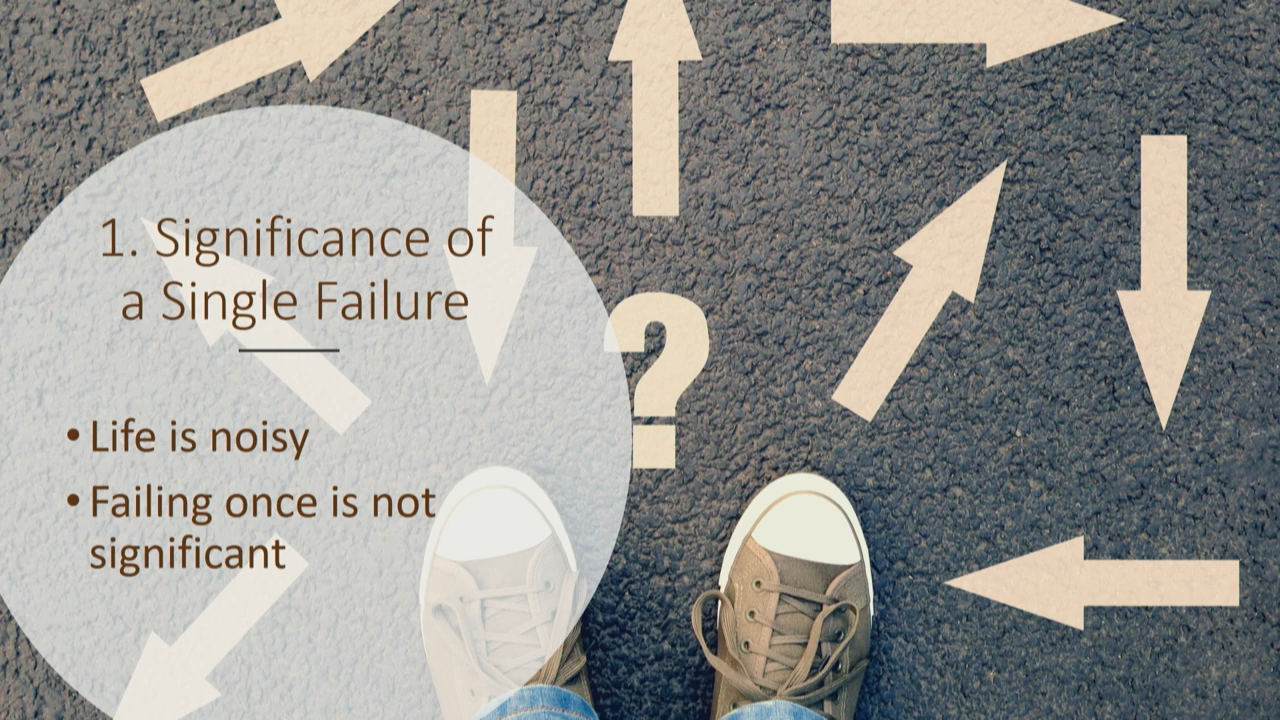 1. Significance of
a Single Failure
• Life is noisy
• Failing once is not
significant
?